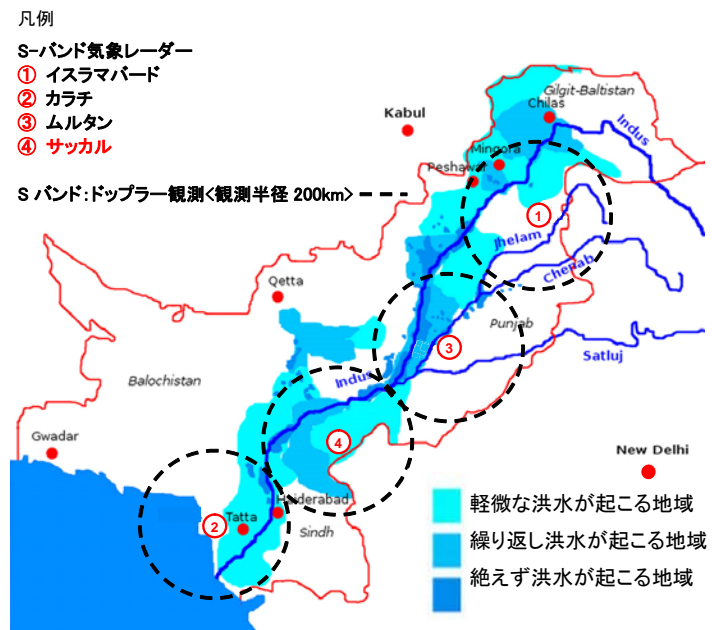 凡例
S-バンド気象レーダー
① イスラマバード
② カラチ
③ ムルタン
④ サッカル
S バンド:ドップラー観測<観測半径 200km>
Gilgit-Baltistan
Chilas
Kabul
Indus
Mingora
Peshawar
①
Jhelam
Chenab
Qetta
Punjab
③
Satluj
Balochistan
Indus
④
Gwadar
New Delhi
Haiderabad
② Tatta
Sindh
軽微な洪水が起こる地域
繰り返し洪水が起こる地域
絶えず洪水が起こる地域